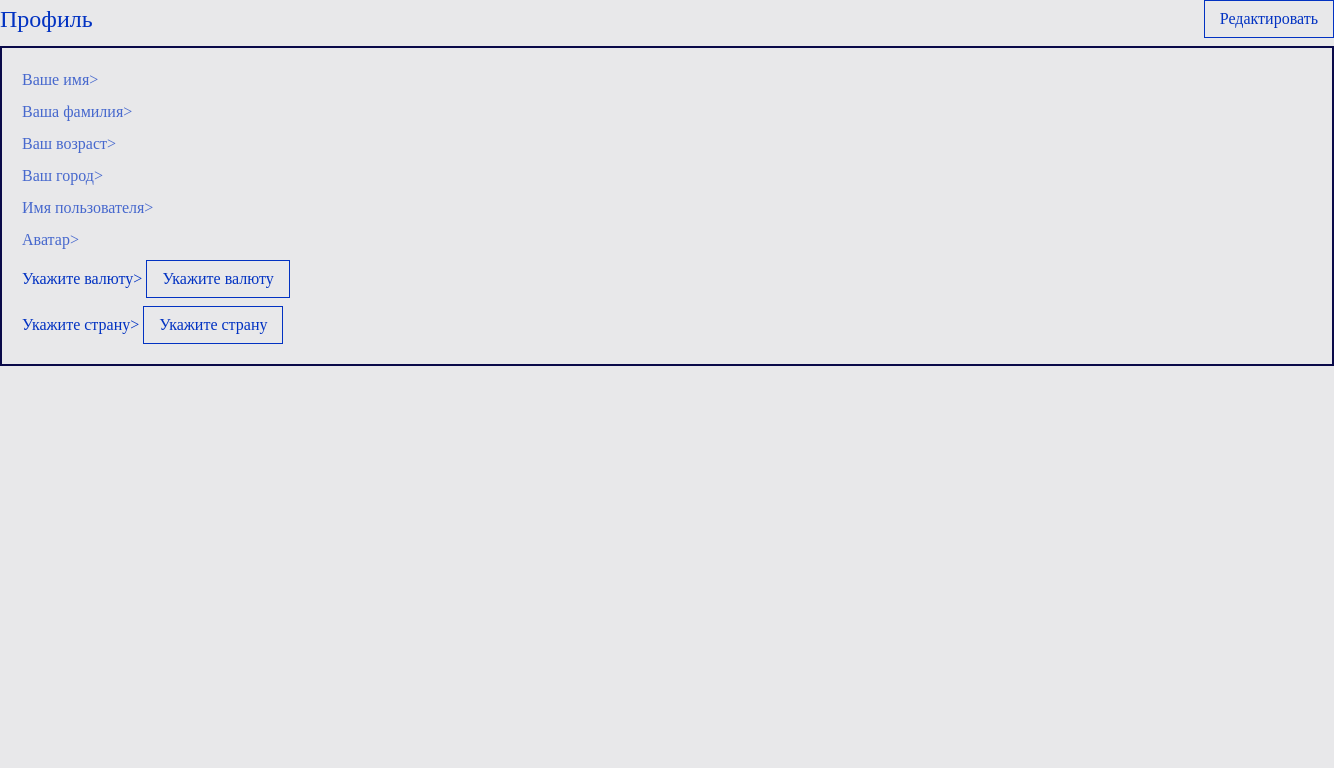 Профиль
Редактировать
Ваше имя>
Ваша фамилия>
Ваш возраст>
Ваш город>
Имя пользователя>
Аватар>
Укажите валюту> Укажите валюту
Укажите страну> Укажите страну